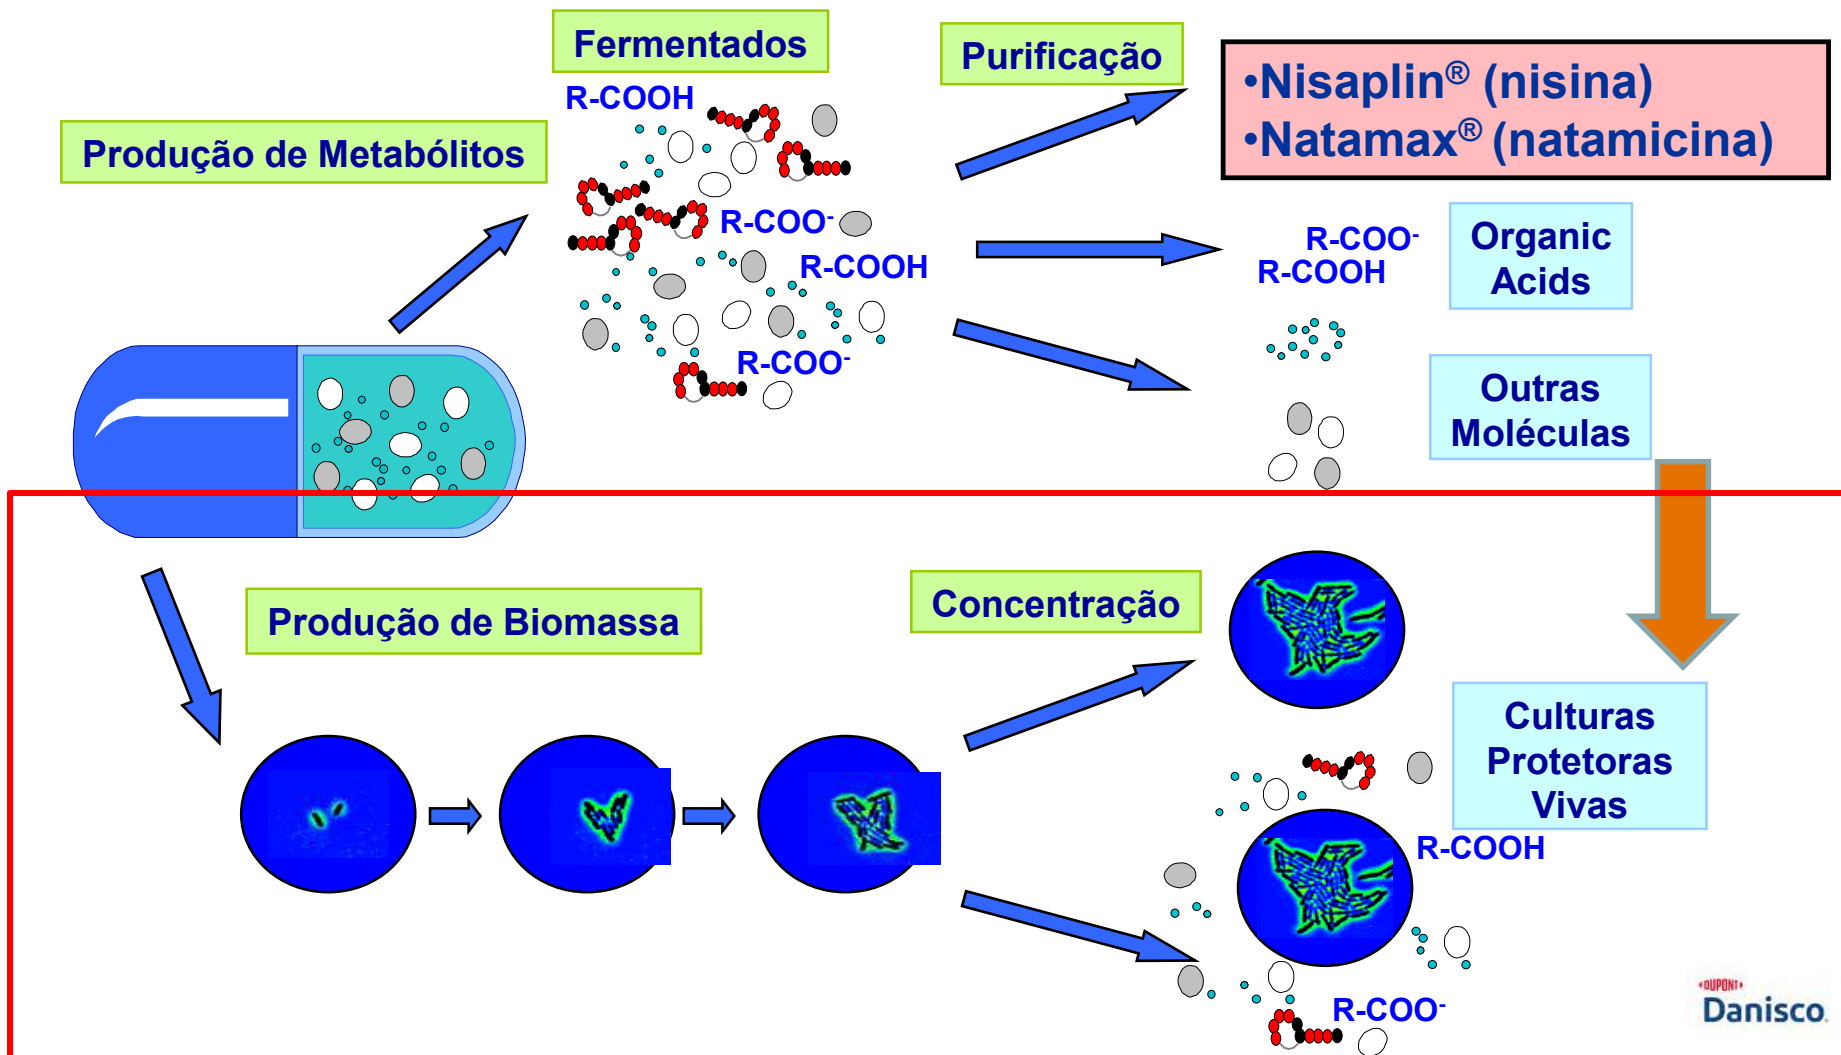 Fermentados
Purificação
•Nisaplin® (nisina)
•Natamax® (natamicina)
Produção de Metabólitos
R-COOH
R-COO-
R-COOH
R-COO-
R-COO-
R-COOH
Organic
Acids
Outras
Moléculas
Produção de Biomassa
Concentração
Culturas
Protetoras
Vivas
R-COOH
R-COO-
DUPONT
Danisco.